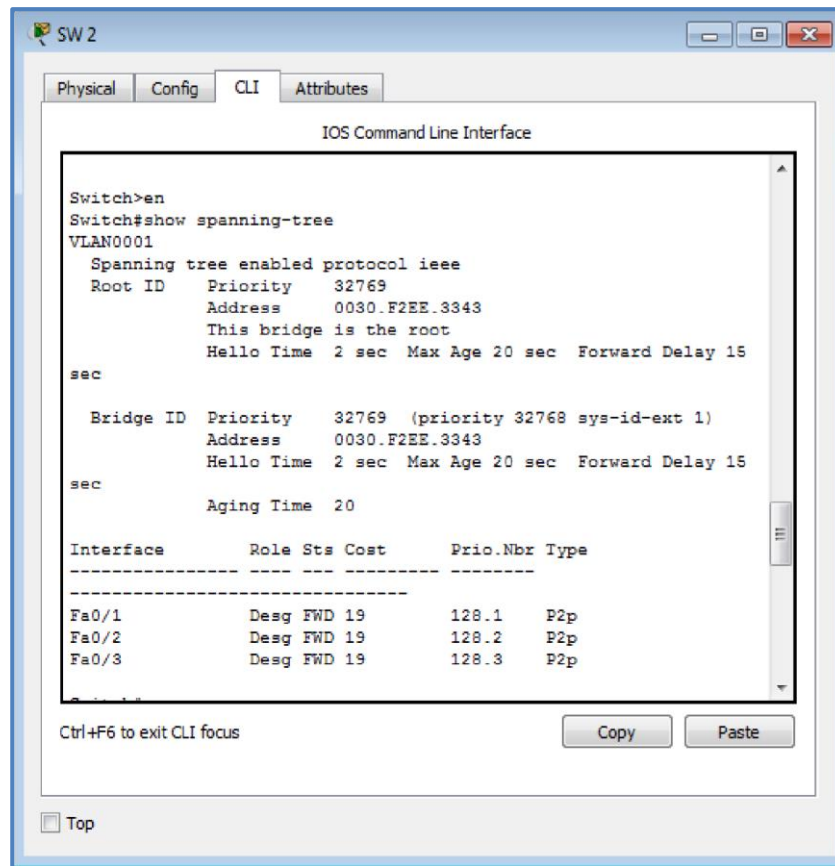 SW 2
Physical Config CLI Attributes
IOS Command Line Interface
Switch>en
Switch#show spanning-tree
VLAN0001
  Spanning tree enabled protocol ieee
  Root ID    Priority    32769
             Address     0030.F2EE.3343
             This bridge is the root
             Hello Time  2 sec  Max Age 20 sec  Forward Delay 15
sec
  Bridge ID  Priority    32769  (priority 32768 sys-id-ext 1)
             Address     0030.F2EE.3343
             Hello Time  2 sec  Max Age 20 sec  Forward Delay 15
sec
             Aging Time  20
Interface        Role Sts Cost      Prio.Nbr Type
---------------- ---- --- --------- --------
--------------------------------
Fa0/1            Desg FWD 19        128.1    P2p
Fa0/2            Desg FWD 19        128.2    P2p
Fa0/3            Desg FWD 19        128.3    P2p
Ctrl+F6 to exit CLI focus
Copy Paste
Top